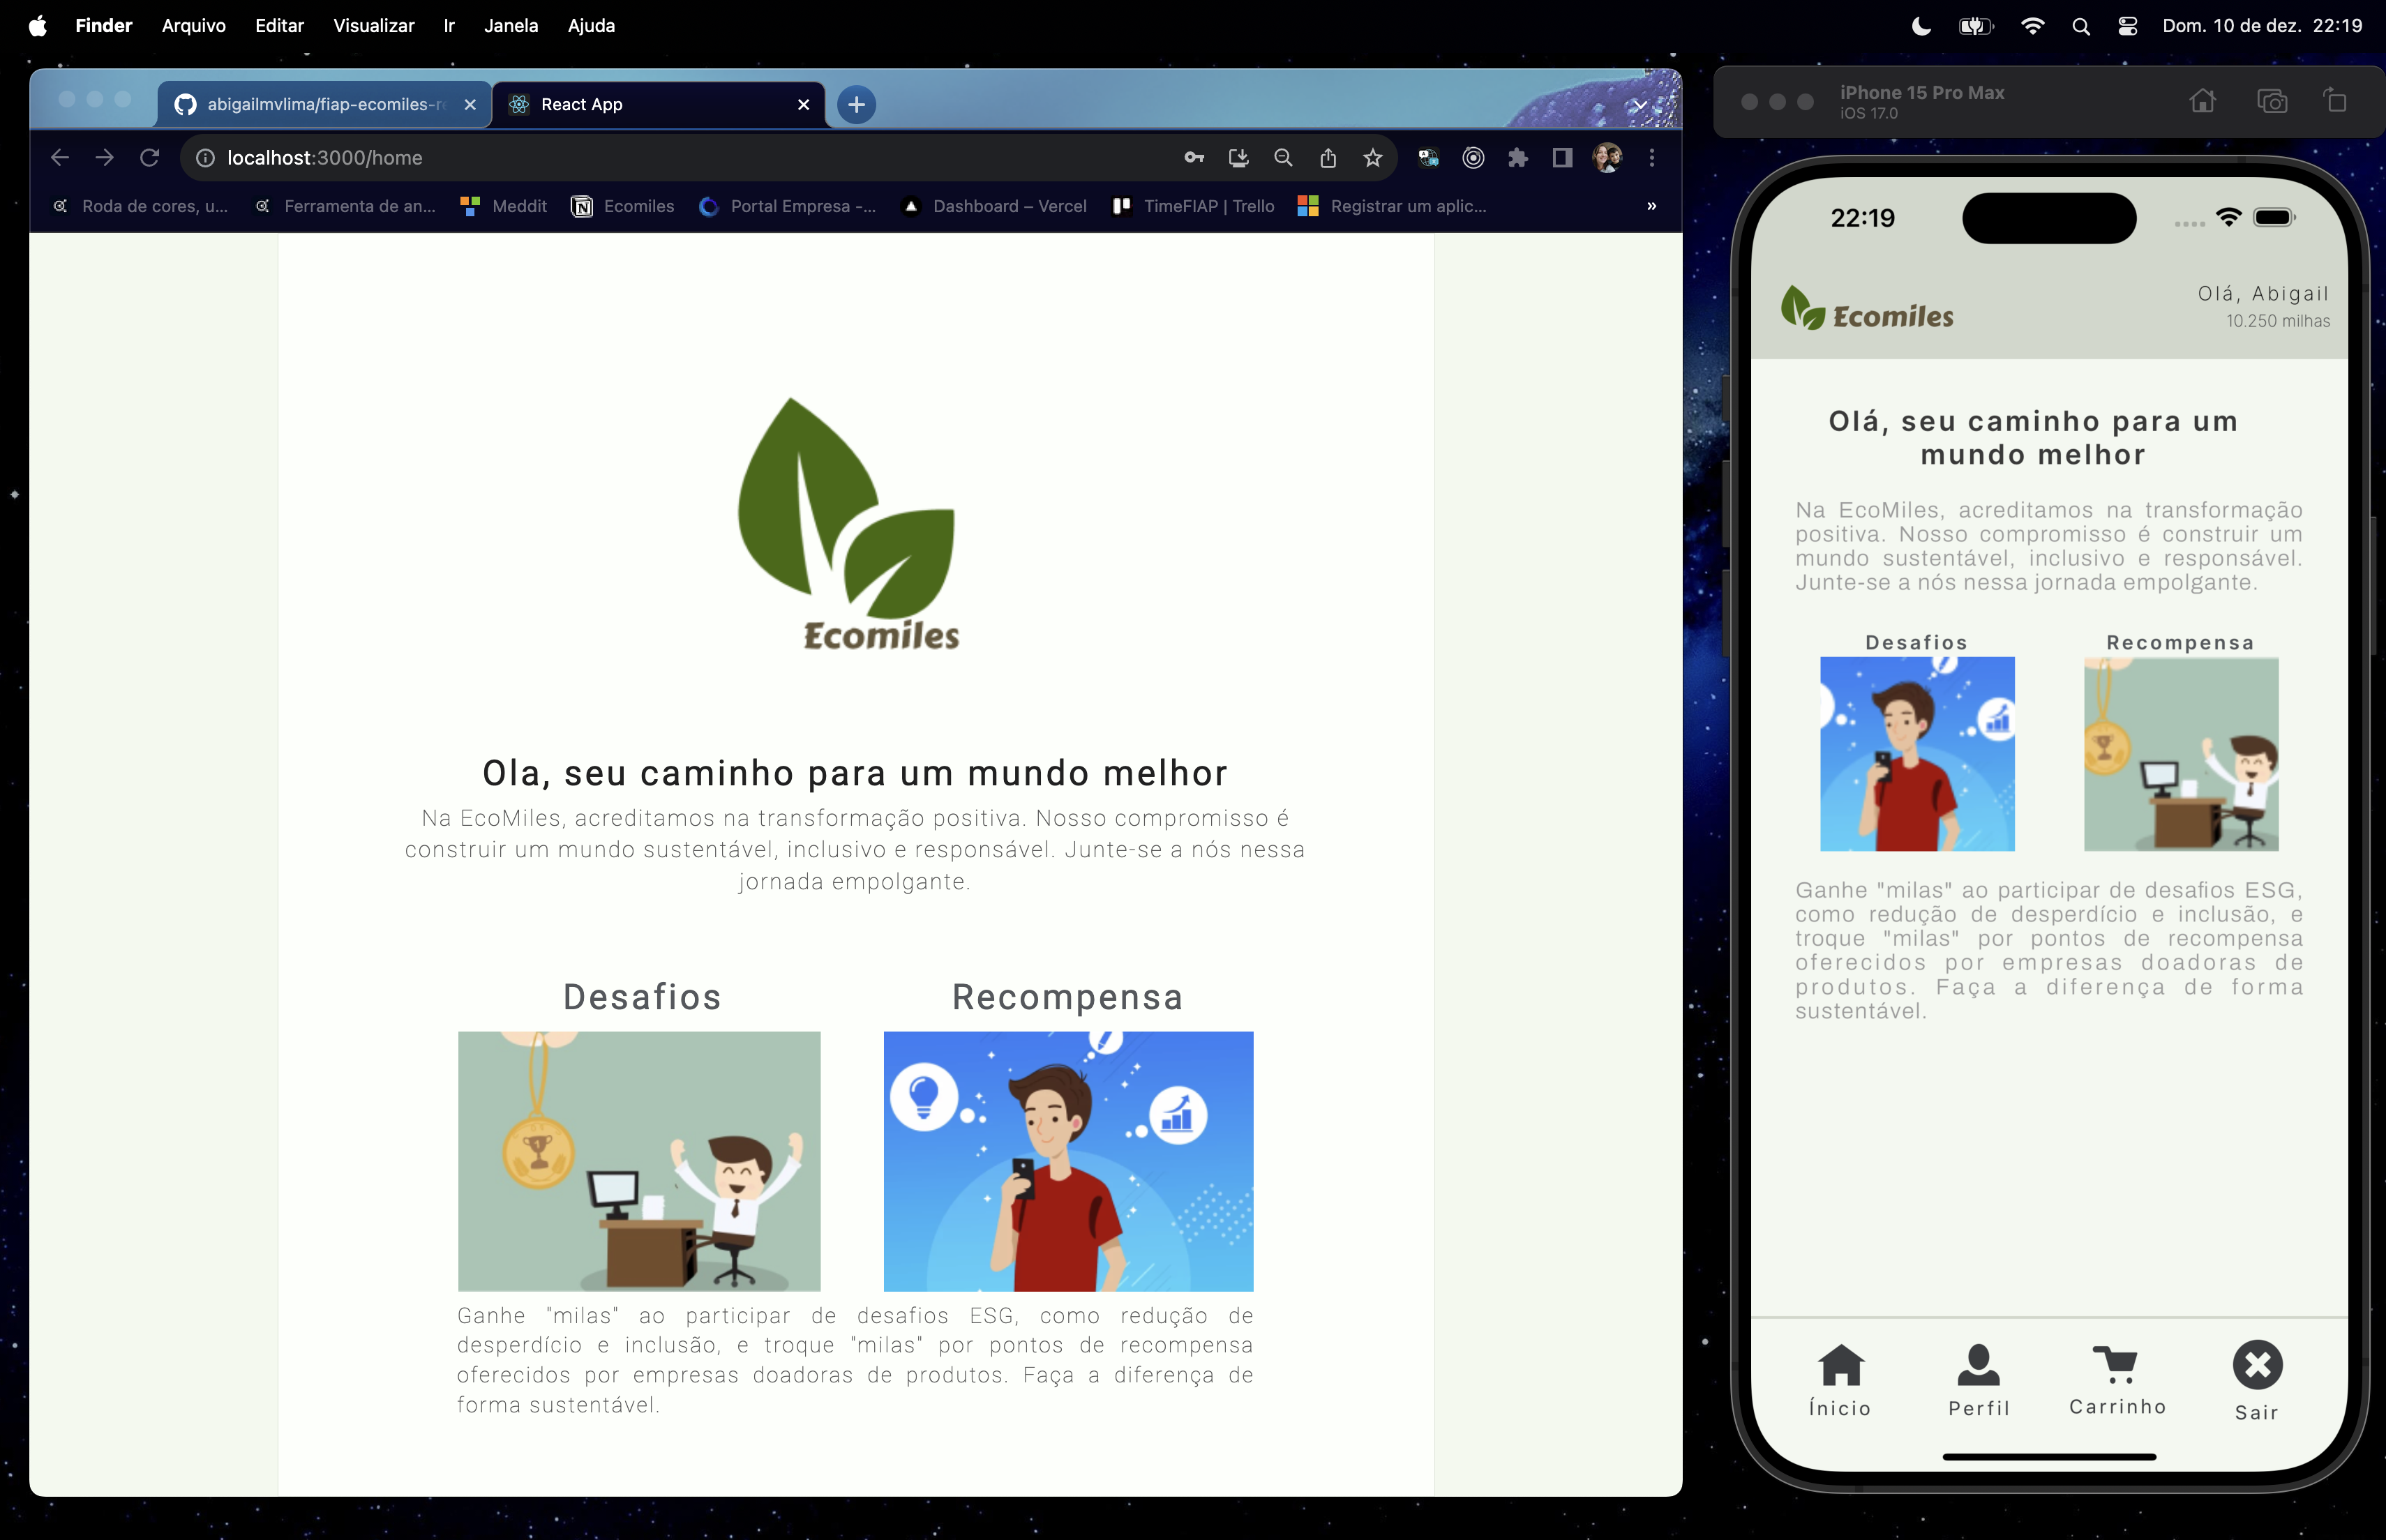 Finder Arquivo Editar Visualizar Ir Janela Ajuda
Dom. 10 de dez. 22:19
abigailmvlima/fiap-ecomiles-re
React App
localhost:3000/home
Roda de cores, u... Ferramenta de an... Meddit Ecomiles Portal Empresa -... Dashboard – Vercel TimeFIAP | Trello Registrar um aplic... »
Ecomiles
Ola, seu caminho para um mundo melhor
Na EcoMiles, acreditamos na transformação positiva. Nosso compromisso é
construir um mundo sustentável, inclusivo e responsável. Junte-se a nós nessa
jornada empolgante.
Desafios Recompensa
Ganhe "milas" ao participar de desafios ESG, como redução de
desperdício e inclusão, e troque "milas" por pontos de recompensa
oferecidos por empresas doadoras de produtos. Faça a diferença de
forma sustentável.
iPhone 15 Pro Max
iOS 17.0
22:19
Ecomiles
Olá, Abigail
10.250 milhas
Olá, seu caminho para um
mundo melhor
Na EcoMiles, acreditamos na transformação
positiva. Nosso compromisso é construir um
mundo sustentável, inclusivo e responsável.
Junte-se a nós nessa jornada empolgante.
Desafios Recompensa
Ganhe "milas" ao participar de desafios ESG,
como redução de desperdício e inclusão, e
troque "milas" por pontos de recompensa
oferecidos por empresas doadoras de
produtos. Faça a diferença de forma
sustentável.
Ínicio Perfil Carrinho Sair